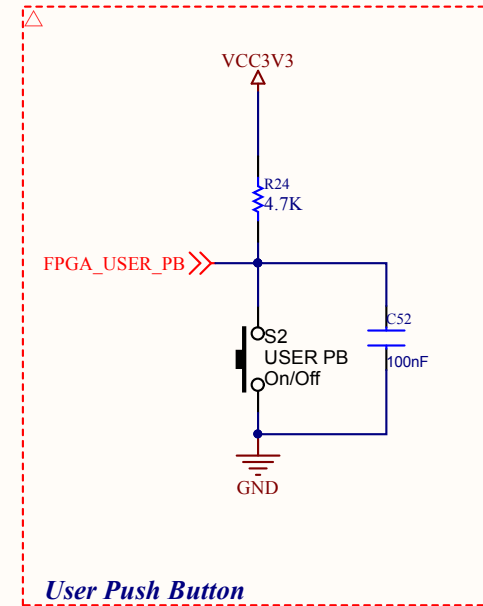 VCC3V3
R24
4.7K
FPGA_USER_PB
S2
USER PB
On/Off
C52
100nF
GND
User Push Button